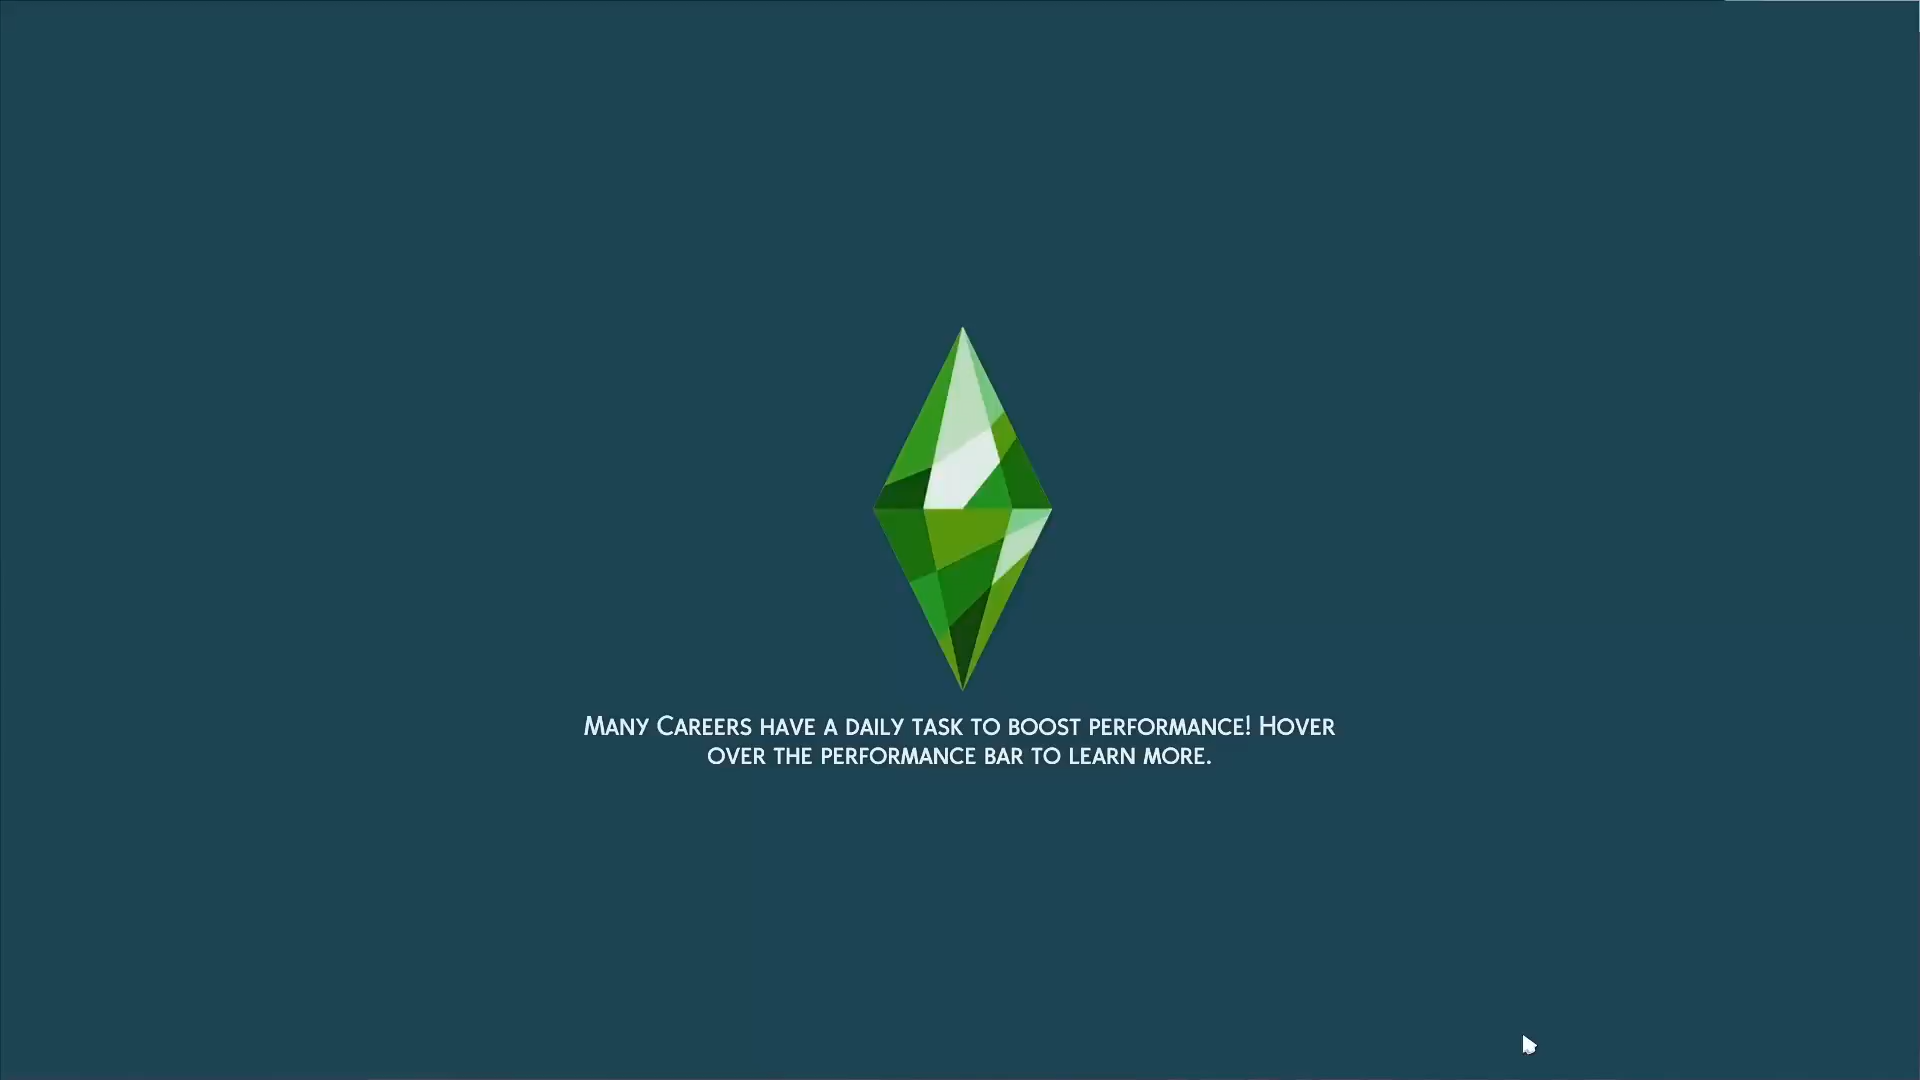 Many Careers have a daily task to boost performance! Hover
over the performance bar to learn more.